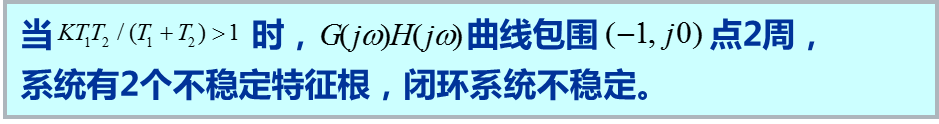 当 KT₁T₂ / (T₁ + T₂) > 1 时，G(jω)H(jω)曲线包围 (−1, j0) 点2周，
系统有2个不稳定特征根，闭环系统不稳定。